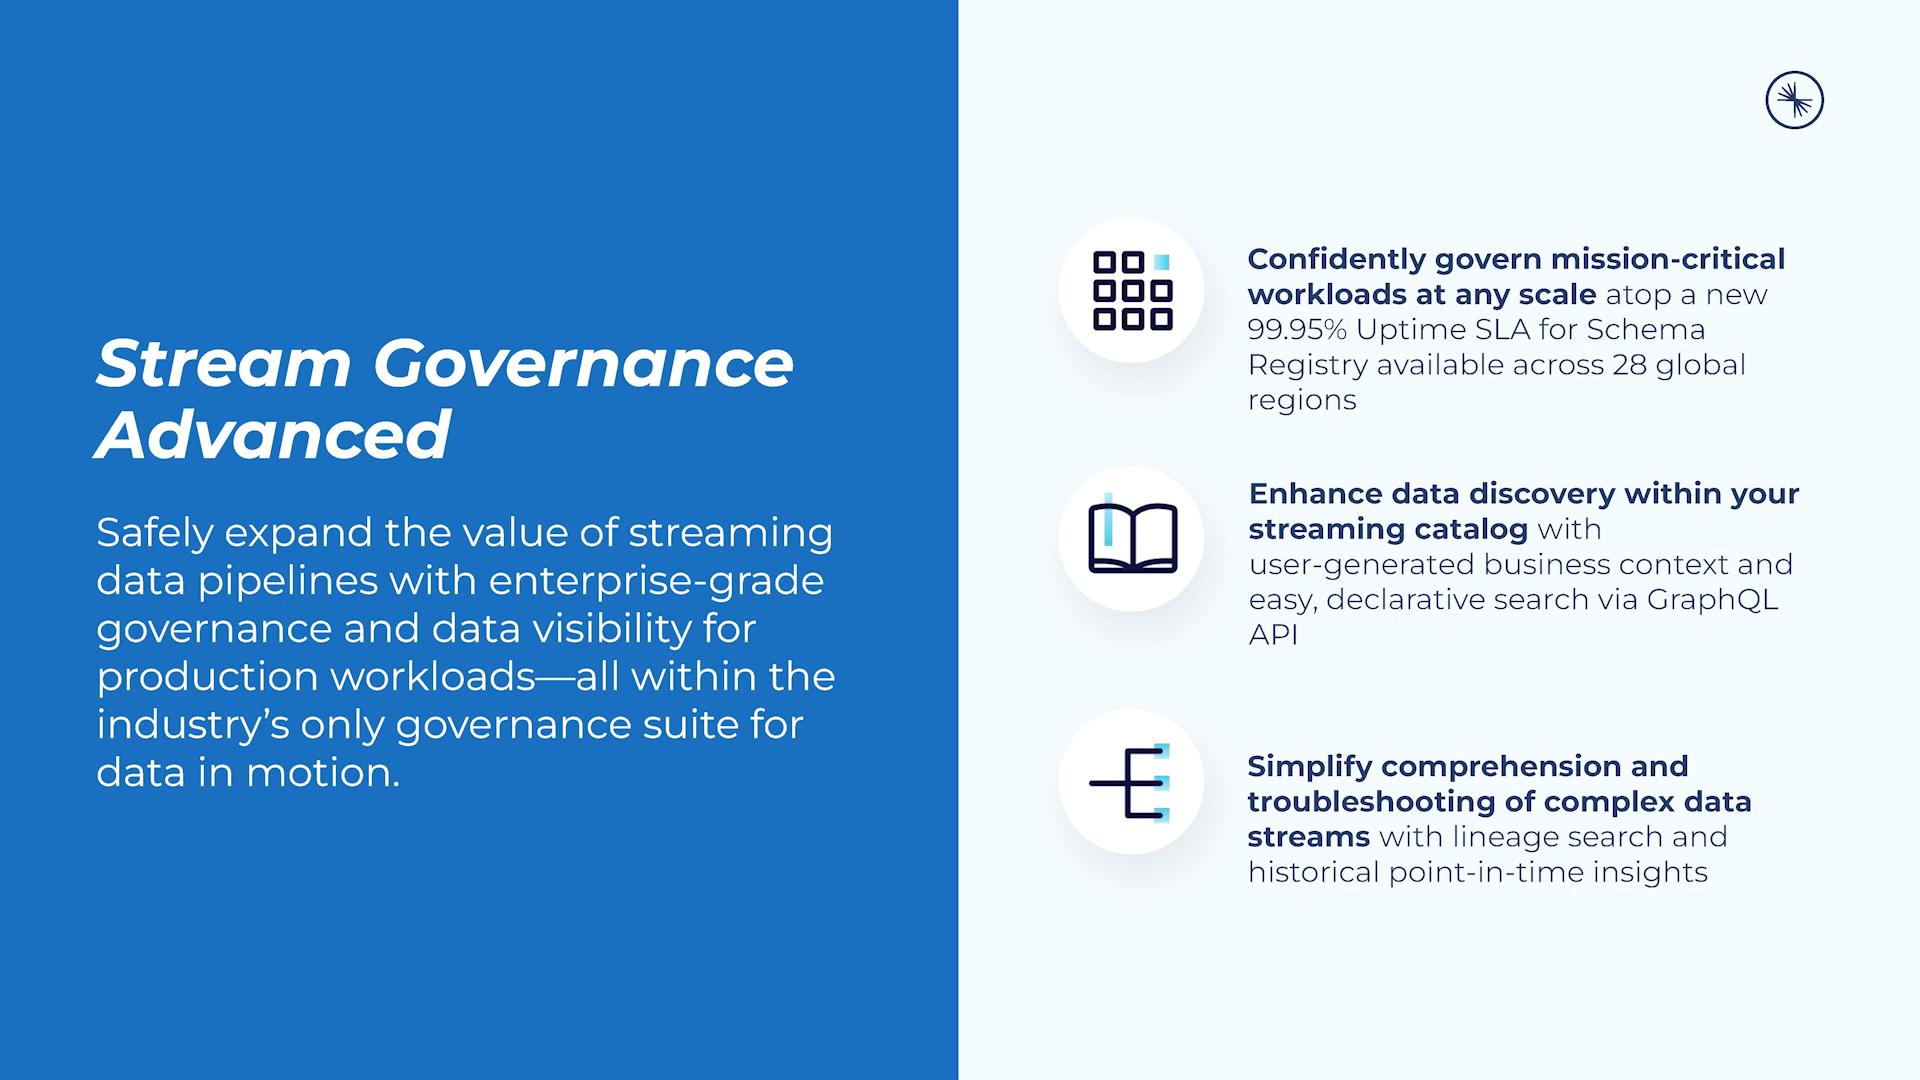 Stream Governance
Advanced
Safely expand the value of streaming
data pipelines with enterprise-grade
governance and data visibility for
production workloads—all within the
industry’s only governance suite for
data in motion.
Confidently govern mission-critical
workloads at any scale atop a new
99.95% Uptime SLA for Schema
Registry available across 28 global
regions
Enhance data discovery within your
streaming catalog with
user-generated business context and
easy, declarative search via GraphQL
API
Simplify comprehension and
troubleshooting of complex data
streams with lineage search and
historical point-in-time insights